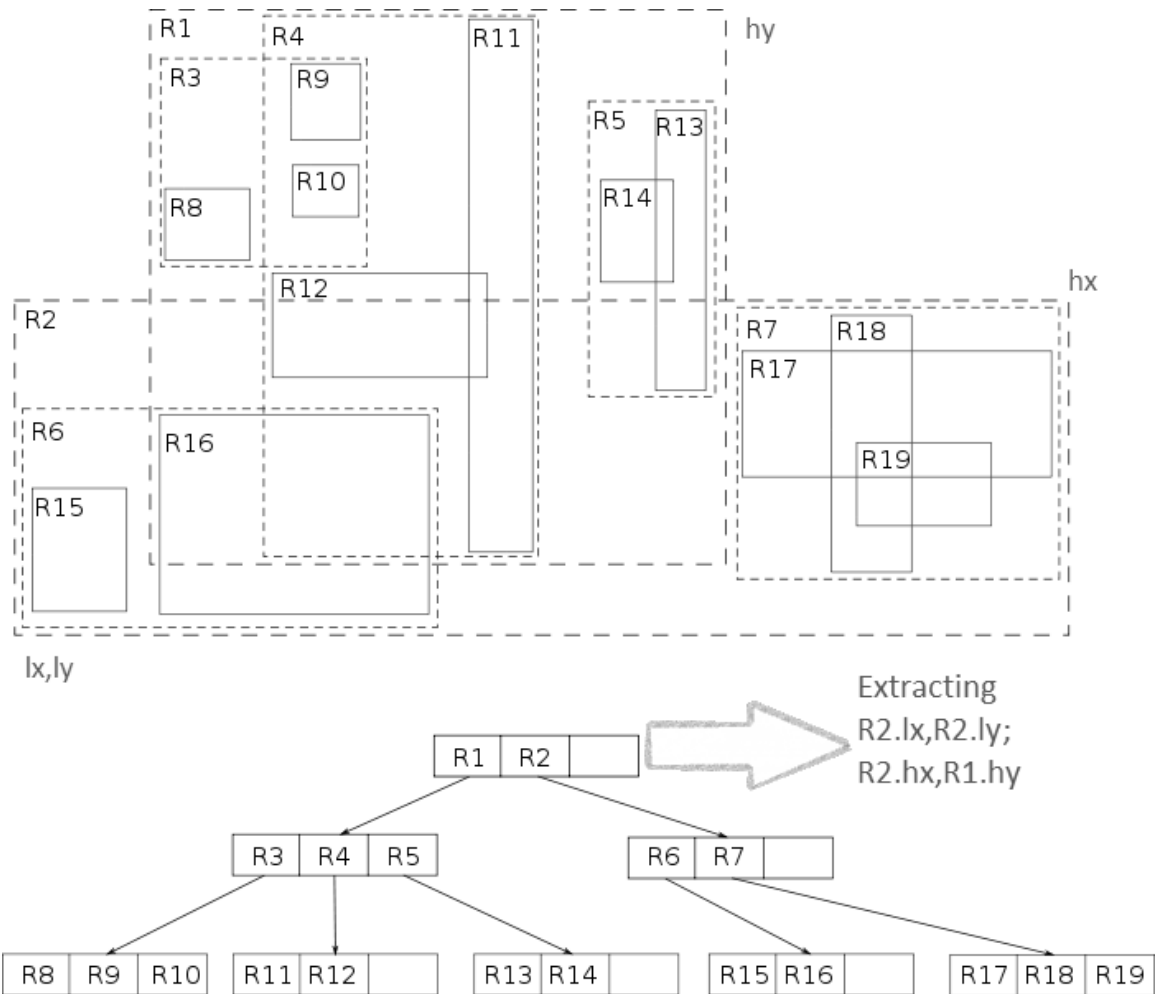 R1
R4
R11
hy
R3
R9
R5
R13
R10
R14
R8
hx
R12
R2
R7
R18
R17
R6
R16
R19
R15
lx,ly
Extracting
R2.lx,R2.ly;
R2.hx,R1.hy
R1 R2
R3 R4 R5
R6 R7
R8 R9 R10
R11 R12
R13 R14
R15 R16
R17 R18 R19